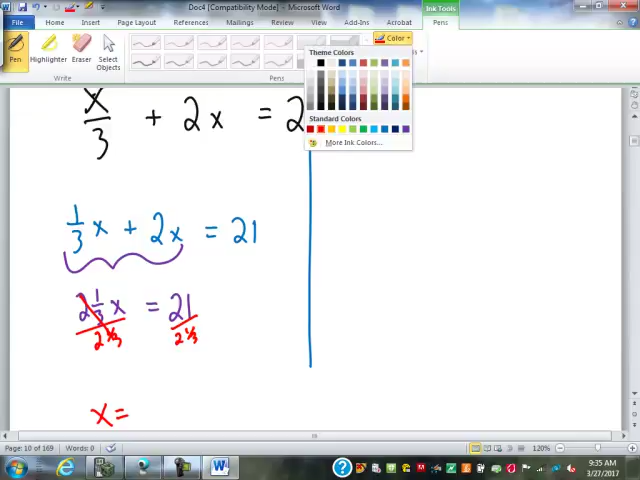 Doc4 [Compatibility Mode] - Microsoft Word
Ink Tools
File Home Insert Page Layout References Mailings Review View Add-Ins Acrobat Pens
Pen Highlighter Eraser Select Objects
Color
Write
Pens
Theme Colors
Standard Colors
More Ink Colors...
x/3 + 2x = 2
1/3 x + 2x = 21
2 1/3 x = 21
2 1/3 2 1/3
x =
Page: 10 of 169 Words: 0 120%
9:35 AM
3/27/2017